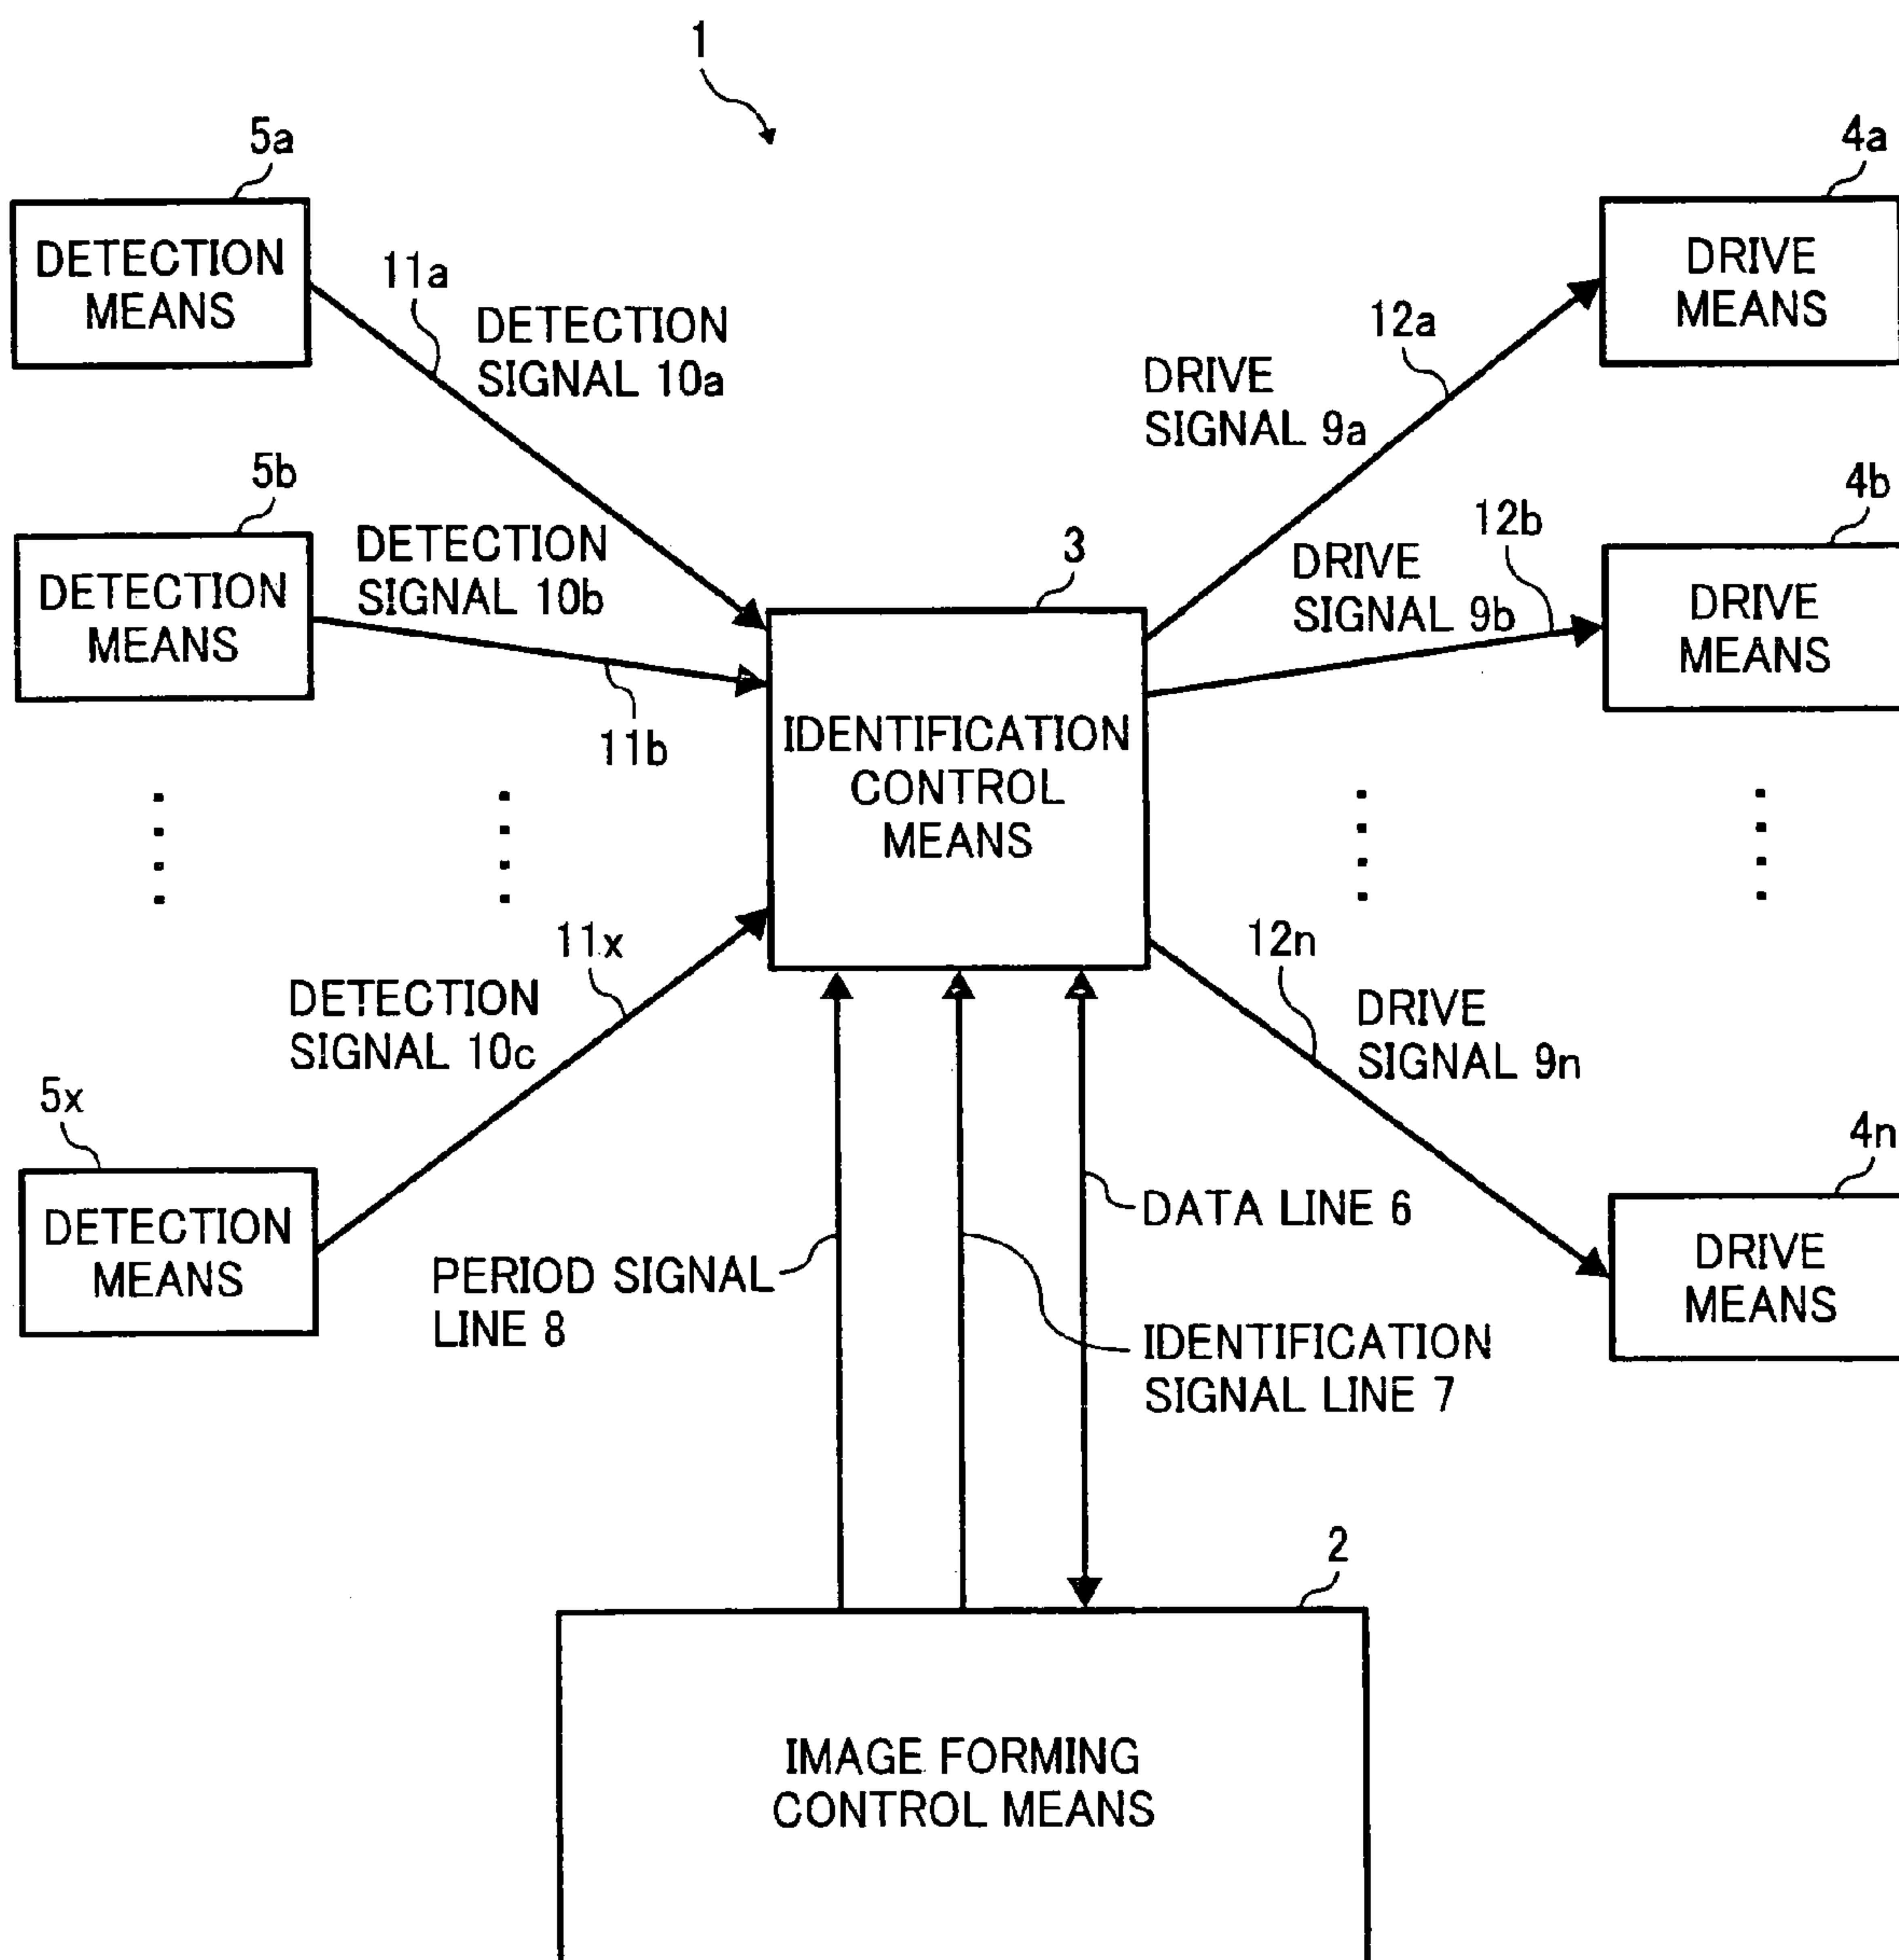 1
5a
DETECTION
MEANS
11a
DETECTION
SIGNAL 10a
4a
DRIVE
MEANS
12a
DRIVE
SIGNAL 9a
5b
DETECTION
MEANS
DETECTION
SIGNAL 10b
11b
3
IDENTIFICATION
CONTROL
MEANS
12b
DRIVE
SIGNAL 9b
4b
DRIVE
MEANS
11x
DETECTION
SIGNAL 10c
5x
DETECTION
MEANS
12n
DRIVE
SIGNAL 9n
4n
DRIVE
MEANS
PERIOD SIGNAL
LINE 8
DATA LINE 6
IDENTIFICATION
SIGNAL LINE 7
2
IMAGE FORMING
CONTROL MEANS